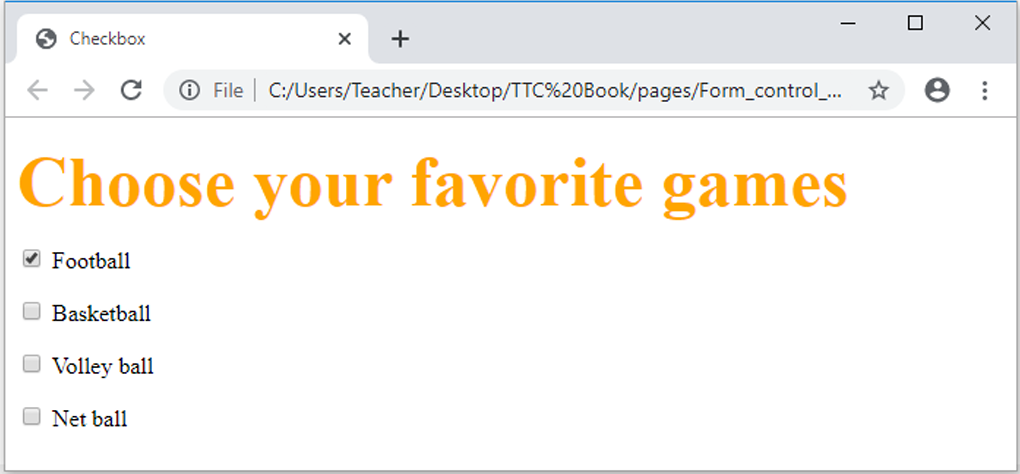 Checkbox
File C:/Users/Teacher/Desktop/TTC%20Book/pages/Form_control_...
Choose your favorite games
Football
Basketball
Volley ball
Net ball